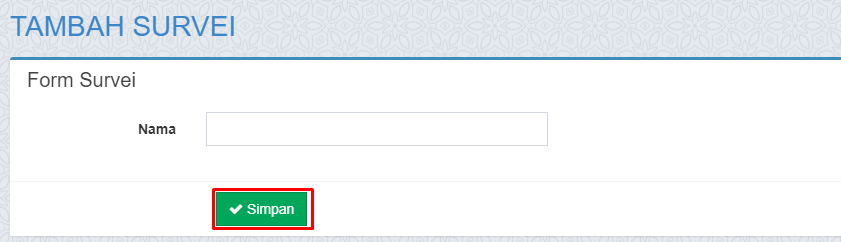 TAMBAH SURVEI
Form Survei
Nama
Simpan